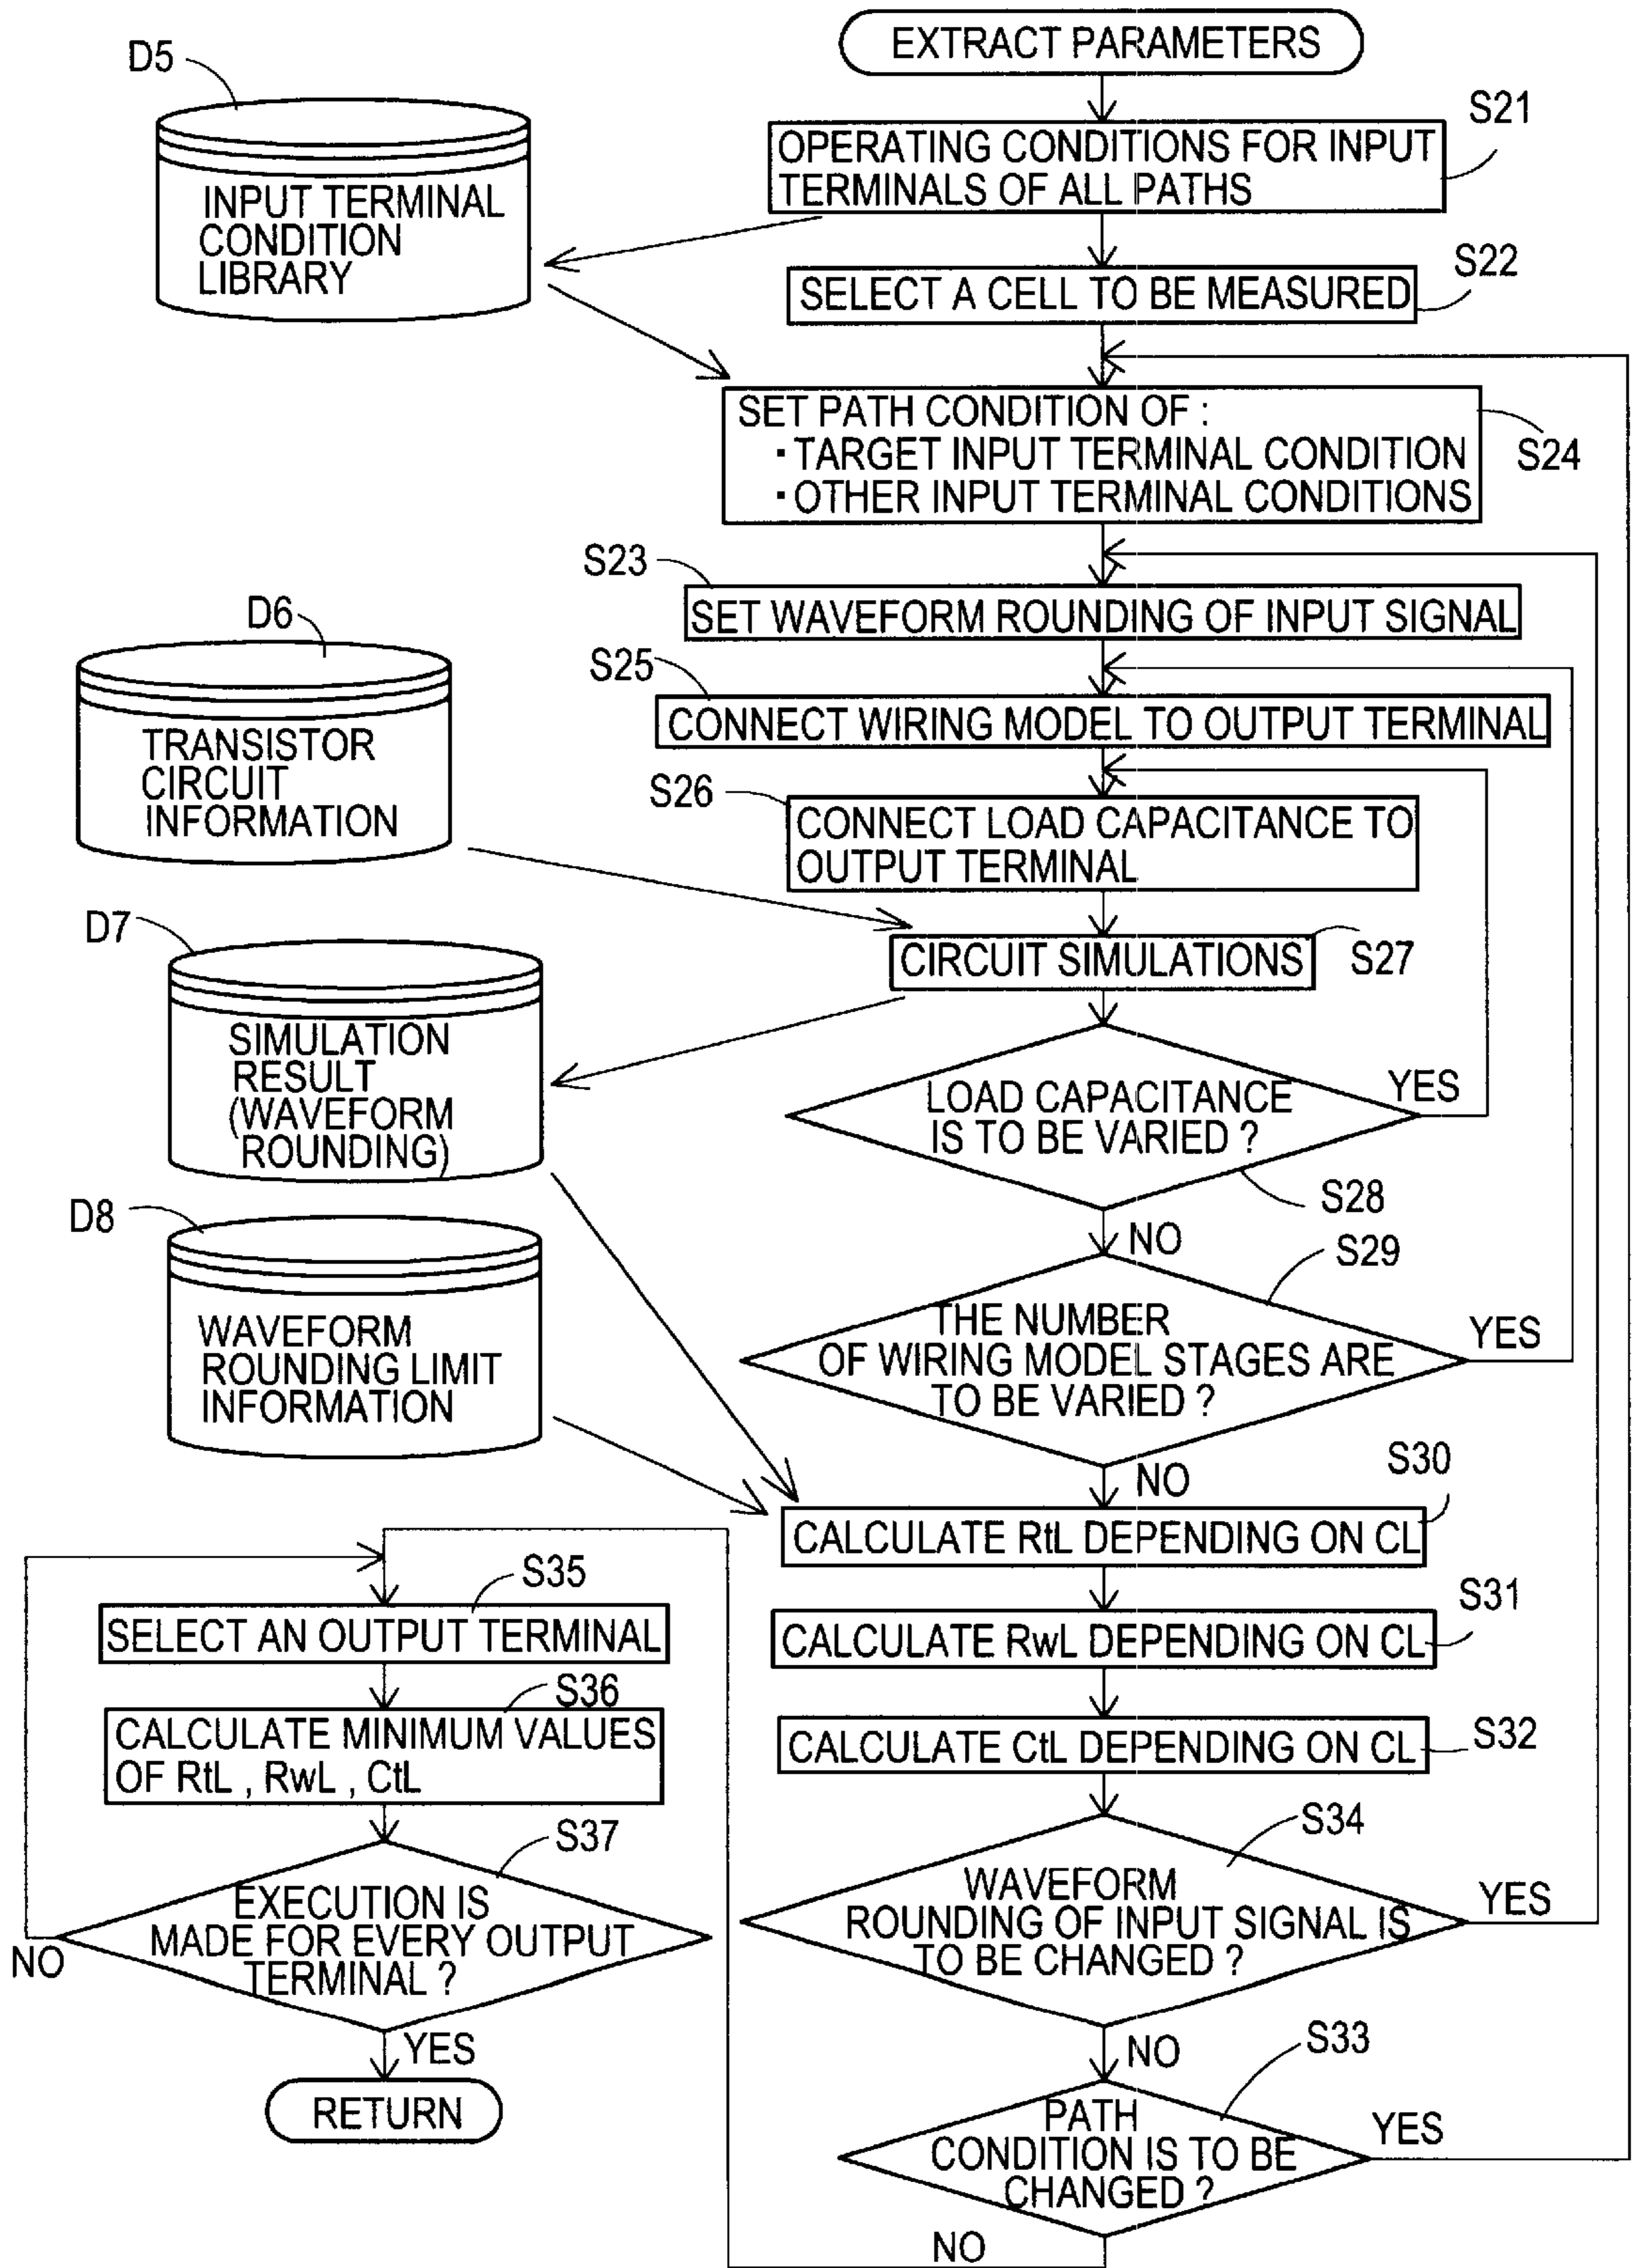 EXTRACT PARAMETERS
D5
INPUT TERMINAL
CONDITION
LIBRARY
S21
OPERATING CONDITIONS FOR INPUT
TERMINALS OF ALL PATHS
S22
SELECT A CELL TO BE MEASURED
SET PATH CONDITION OF :
・TARGET INPUT TERMINAL CONDITION
・OTHER INPUT TERMINAL CONDITIONS
S24
S23
SET WAVEFORM ROUNDING OF INPUT SIGNAL
D6
TRANSISTOR
CIRCUIT
INFORMATION
S25
CONNECT WIRING MODEL TO OUTPUT TERMINAL
S26
CONNECT LOAD CAPACITANCE TO
OUTPUT TERMINAL
D7
SIMULATION
RESULT
(WAVEFORM
ROUNDING)
CIRCUIT SIMULATIONS
S27
LOAD CAPACITANCE
IS TO BE VARIED ?
YES
S28
NO
D8
WAVEFORM
ROUNDING LIMIT
INFORMATION
S29
THE NUMBER
OF WIRING MODEL STAGES ARE
TO BE VARIED ?
YES
NO
S30
CALCULATE RtL DEPENDING ON CL
S31
CALCULATE RwL DEPENDING ON CL
CALCULATE CtL DEPENDING ON CL
S32
S34
WAVEFORM
ROUNDING OF INPUT SIGNAL IS
TO BE CHANGED ?
YES
NO
S33
PATH
CONDITION IS TO BE
CHANGED ?
YES
NO
S35
SELECT AN OUTPUT TERMINAL
S36
CALCULATE MINIMUM VALUES
OF RtL , RwL , CtL
S37
EXECUTION IS
MADE FOR EVERY OUTPUT
TERMINAL ?
NO
YES
RETURN